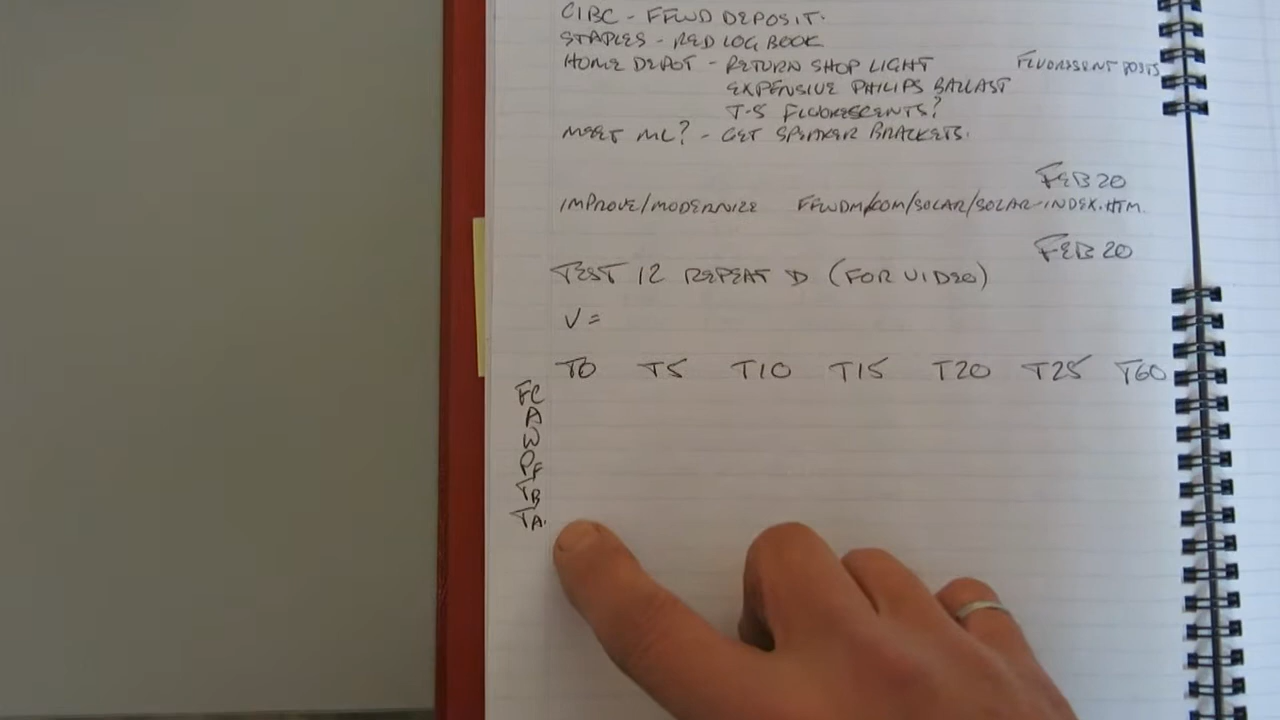 CIBC - FFWD DEPOSIT.
STAPLES - RED LOG BOOK
HOME DEPOT - RETURN SHOP LIGHT FLUORESENT POSTS
EXPENSIVE PHILIPS BALLAST
T-5 FLUORESCENTS?
MEET ML? - GET SPEAKER BRACKETS.
FEB 20
IMPROVE/MODERNIZE FFWDM/COM/SOLAR/SOLAR-INDEX.HTM
FEB 20
TEST 12 REPEAT D (FOR VIDEO)
V =
T0 T5 T10 T15 T20 T25 T60
FC
A
W
PF
TB
TA.